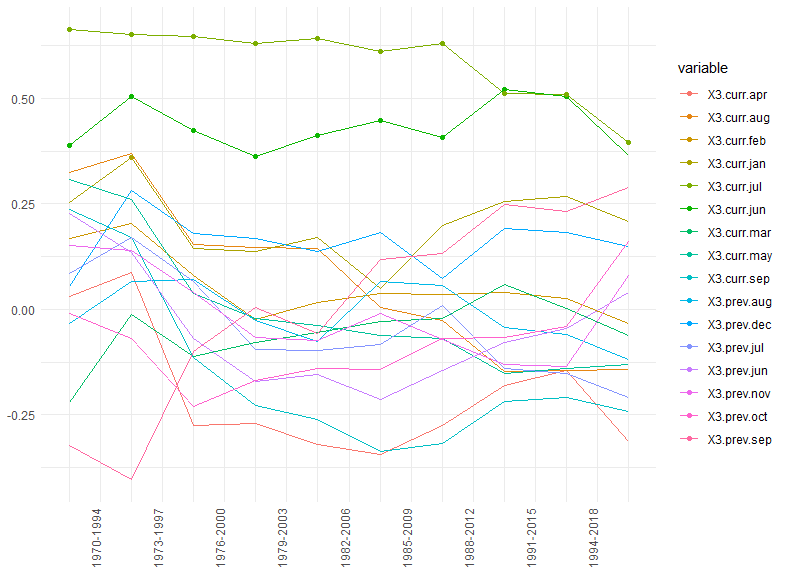 variable
X3.curr.apr
X3.curr.aug
X3.curr.feb
X3.curr.jan
X3.curr.jul
X3.curr.jun
X3.curr.mar
X3.curr.may
X3.curr.sep
X3.prev.aug
X3.prev.dec
X3.prev.jul
X3.prev.jun
X3.prev.nov
X3.prev.oct
X3.prev.sep
0.50
0.25
0.00
-0.25
1970-1994
1973-1997
1976-2000
1979-2003
1982-2006
1985-2009
1988-2012
1991-2015
1994-2018